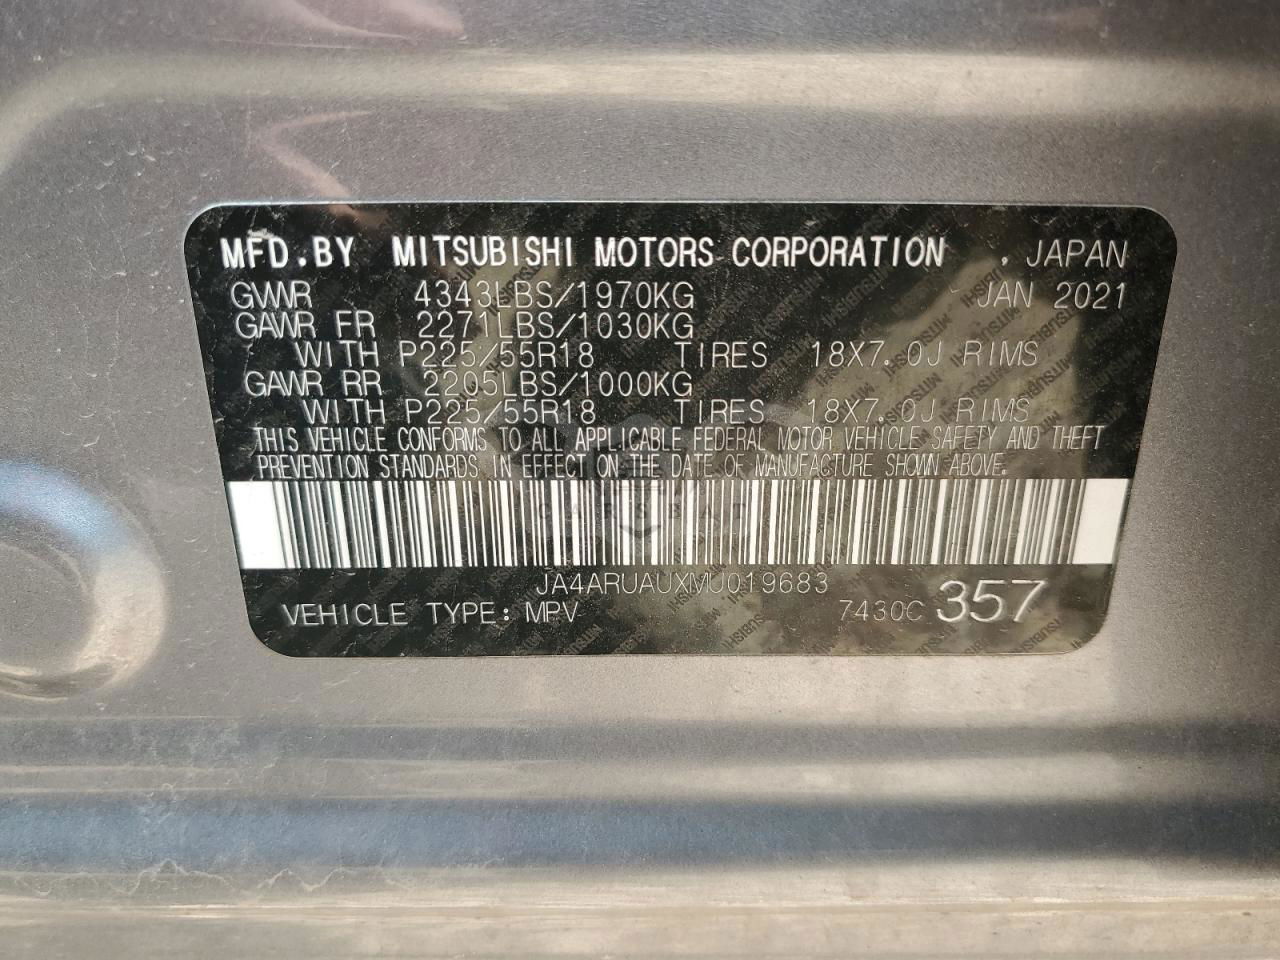 MFD.BY MITSUBISHI MOTORS CORPORATION , JAPAN
GVWR 4343LBS/1970KG JAN 2021
GAWR FR 2271LBS/1030KG
WITH P225/55R18 TIRES 18X7.0J RIMS
GAWR RR 2205LBS/1000KG
WITH P225/55R18 TIRES 18X7.0J RIMS
THIS VEHICLE CONFORMS TO ALL APPLICABLE FEDERAL MOTOR VEHICLE SAFETY AND THEFT
PREVENTION STANDARDS IN EFFECT ON THE DATE OF MANUFACTURE SHOWN ABOVE.
JA4ARUAUXMU019683
VEHICLE TYPE: MPV 7430C 357